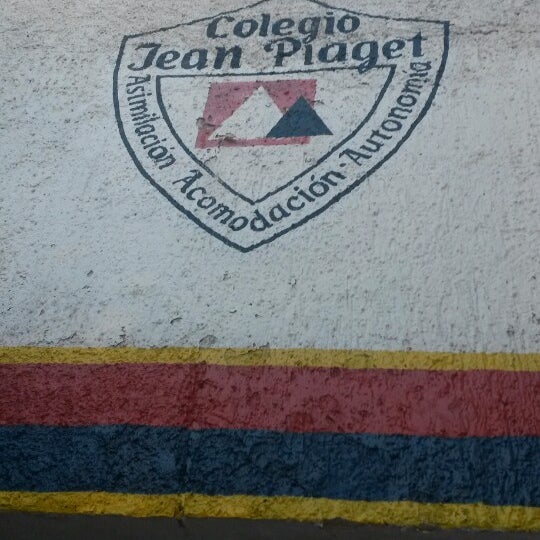 Colegio
Jean Piaget
Asimilación Acomodación · Autonomía